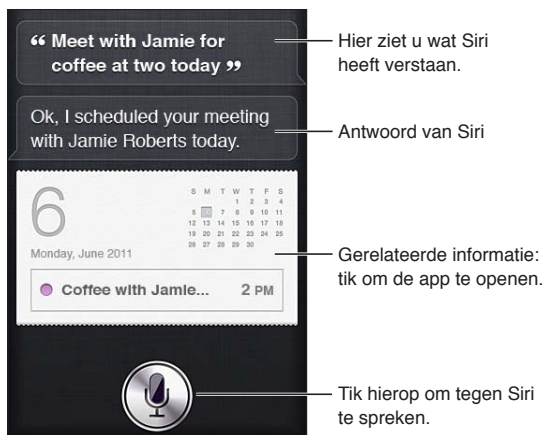 “ Meet with Jamie for
coffee at two today ”
Hier ziet u wat Siri
heeft verstaan.
Ok, I scheduled your meeting
with Jamie Roberts today.
Antwoord van Siri
6
Monday, June 2011
S M T W T F S
1 2 3 4
5 6 7 8 9 10 11
12 13 14 15 16 17 18
19 20 21 22 23 24 25
26 27 28 29 30
Coffee with Jamie... 2 PM
Gerelateerde informatie:
tik om de app te openen.
Tik hierop om tegen Siri
te spreken.